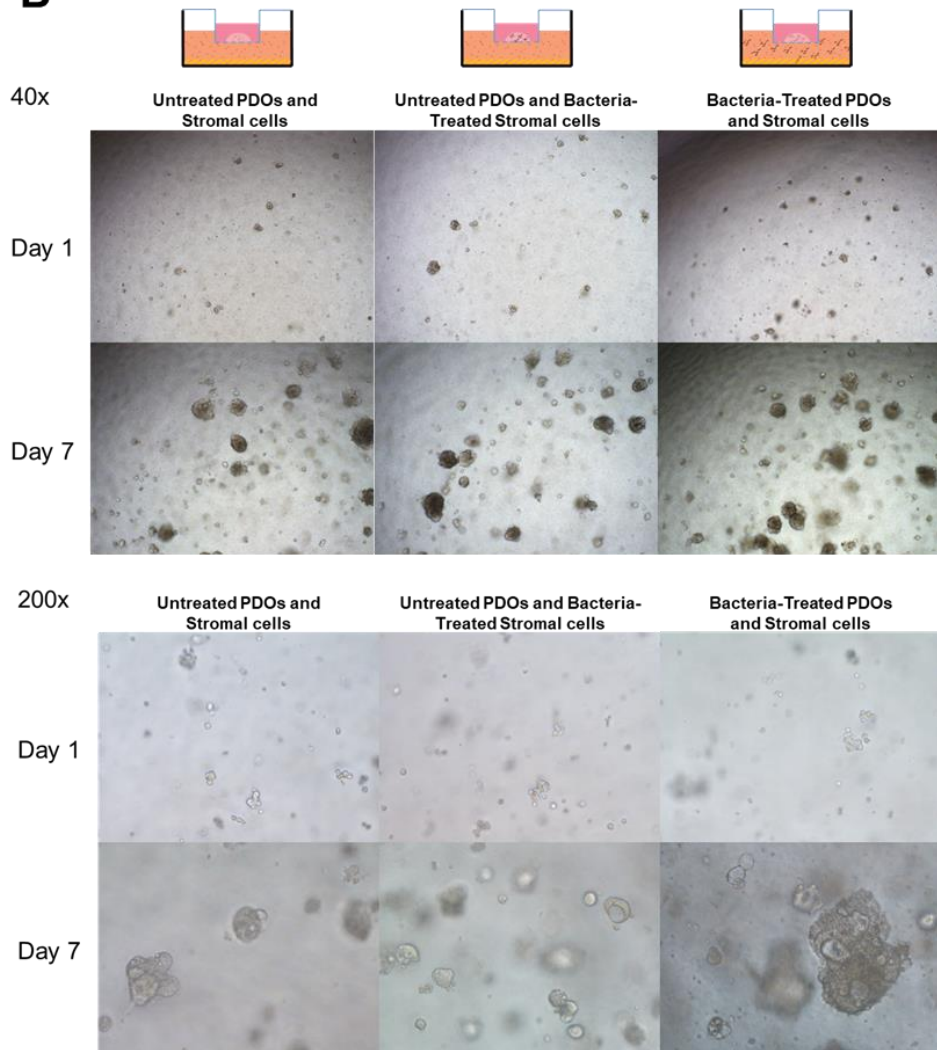 B
40x
Untreated PDOs and
Stromal cells
Untreated PDOs and Bacteria-
Treated Stromal cells
Bacteria-Treated PDOs
and Stromal cells
Day 1
Day 7
200x
Untreated PDOs and
Stromal cells
Untreated PDOs and Bacteria-
Treated Stromal cells
Bacteria-Treated PDOs
and Stromal cells
Day 1
Day 7